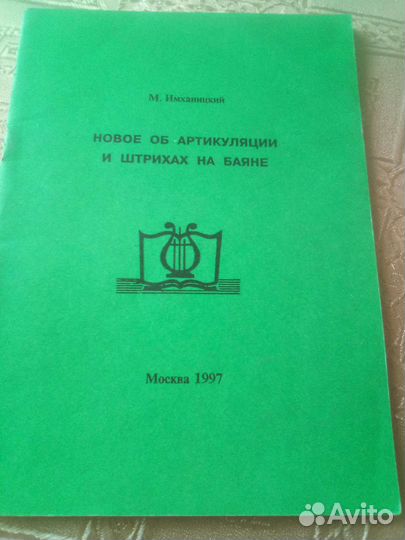 М. Имханицкий
НОВОЕ ОБ АРТИКУЛЯЦИИ
И ШТРИХАХ НА БАЯНЕ
Москва 1997
Avito